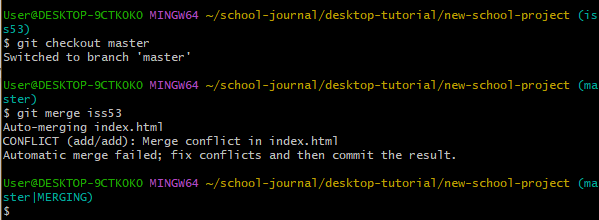 User@DESKTOP-9CTKOKO MINGW64 ~/school-journal/desktop-tutorial/new-school-project (is
s53)
$ git checkout master
Switched to branch 'master'
User@DESKTOP-9CTKOKO MINGW64 ~/school-journal/desktop-tutorial/new-school-project (ma
ster)
$ git merge iss53
Auto-merging index.html
CONFLICT (add/add): Merge conflict in index.html
Automatic merge failed; fix conflicts and then commit the result.
User@DESKTOP-9CTKOKO MINGW64 ~/school-journal/desktop-tutorial/new-school-project (ma
ster|MERGING)
$